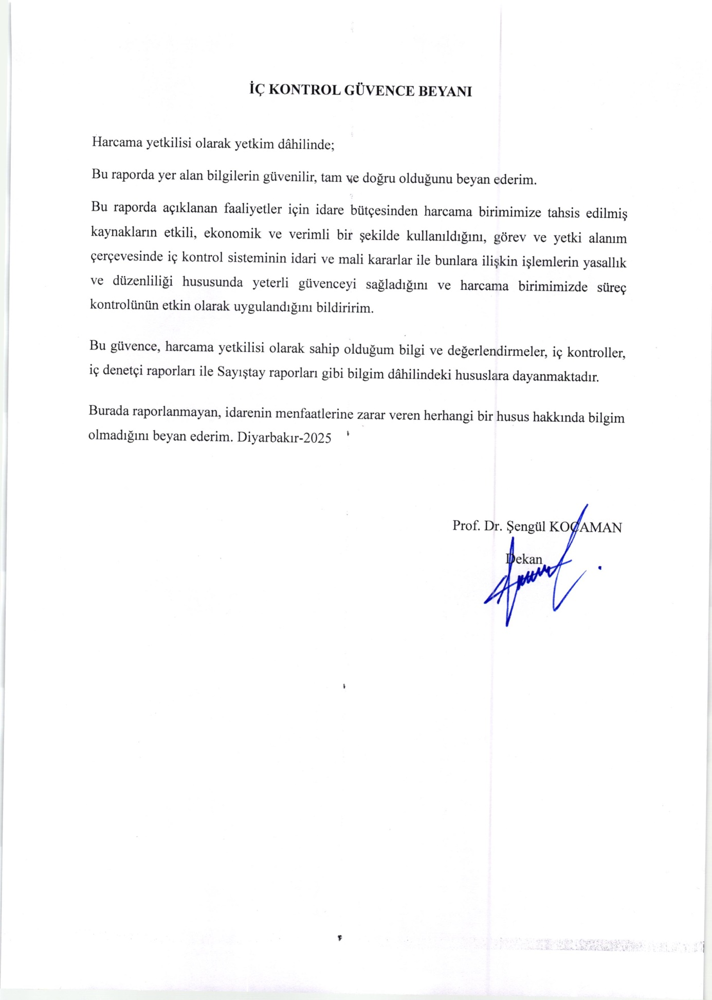 İÇ KONTROL GÜVENCE BEYANI
Harcama yetkilisi olarak yetkim dâhilinde;
Bu raporda yer alan bilgilerin güvenilir, tam ve doğru olduğunu beyan ederim.
Bu raporda açıklanan faaliyetler için idare bütçesinden harcama birimimize tahsis edilmiş
kaynakların etkili, ekonomik ve verimli bir şekilde kullanıldığını, görev ve yetki alanım
çerçevesinde iç kontrol sisteminin idari ve mali kararlar ile bunlara ilişkin işlemlerin yasallık
ve düzenliliği hususunda yeterli güvenceyi sağladığını ve harcama birimimizde süreç
kontrolünün etkin olarak uygulandığını bildiririm.
Bu güvence, harcama yetkilisi olarak sahip olduğum bilgi ve değerlendirmeler, iç kontroller,
iç denetçi raporları ile Sayıştay raporları gibi bilgim dâhilindeki hususlara dayanmaktadır.
Burada raporlanmayan, idarenin menfaatlerine zarar veren herhangi bir husus hakkında bilgim
olmadığını beyan ederim. Diyarbakır-2025
Prof. Dr. Şengül KOCAMAN
Dekan